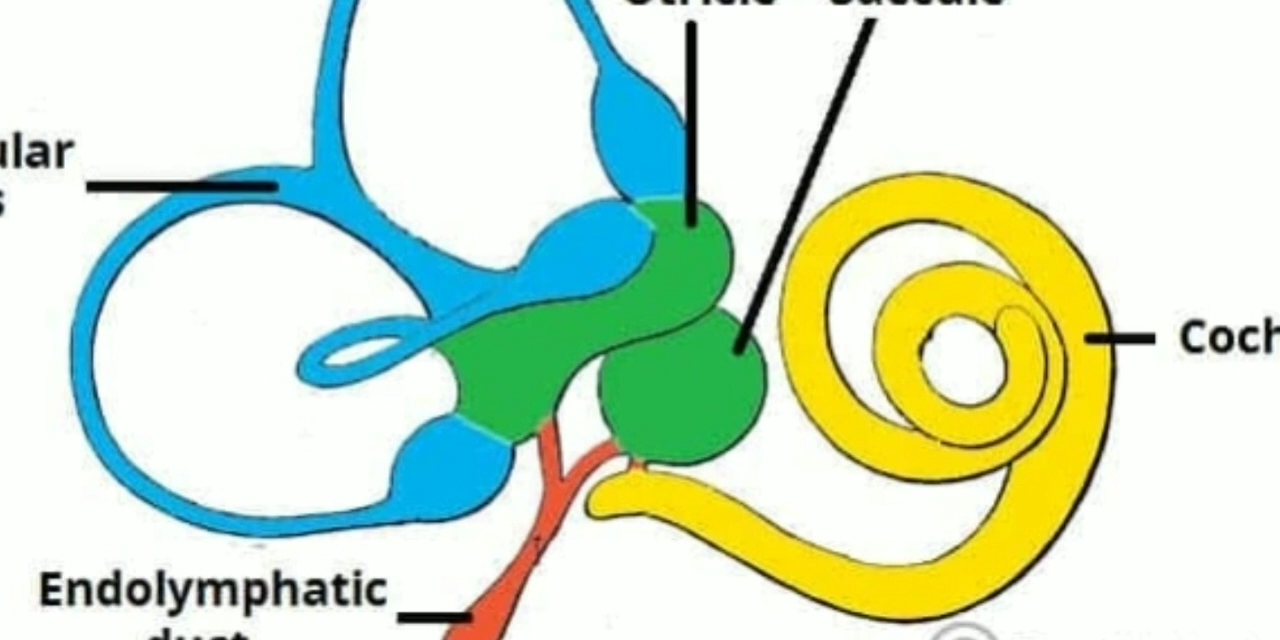 Utricle Saccule
ular
s
Coch
Endolymphatic
duct